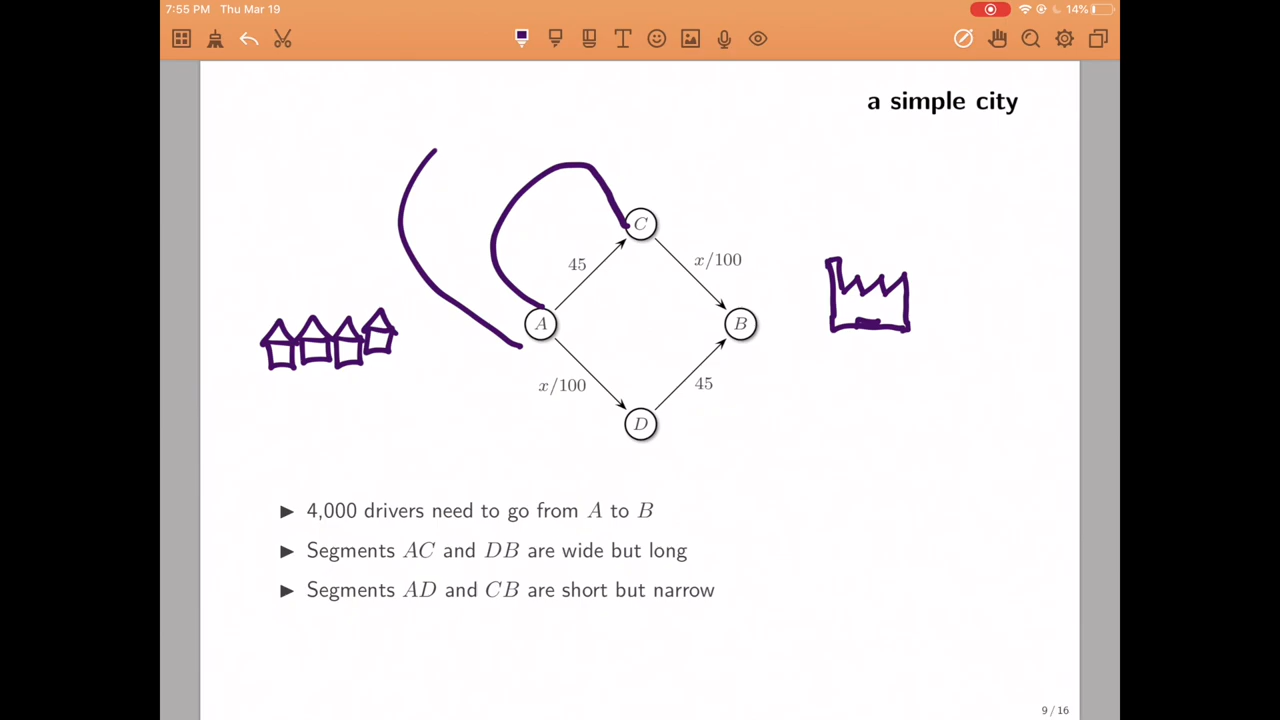 7:55 PM Thu Mar 19 14%
a simple city
C
45 x/100
A B
x/100 45
D
▶ 4,000 drivers need to go from A to B
▶ Segments AC and DB are wide but long
▶ Segments AD and CB are short but narrow
9 / 16